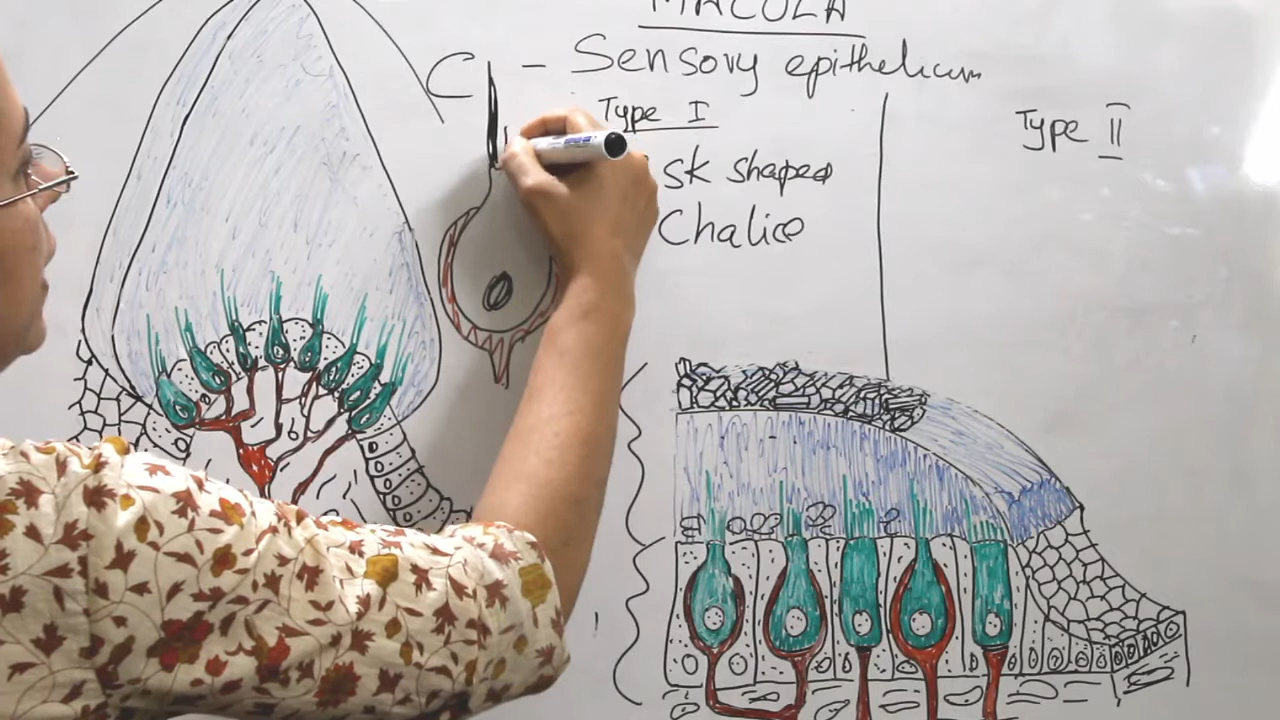 MACULA
C - Sensory epithelium
Type I
Type II
sk shaped
Chalice